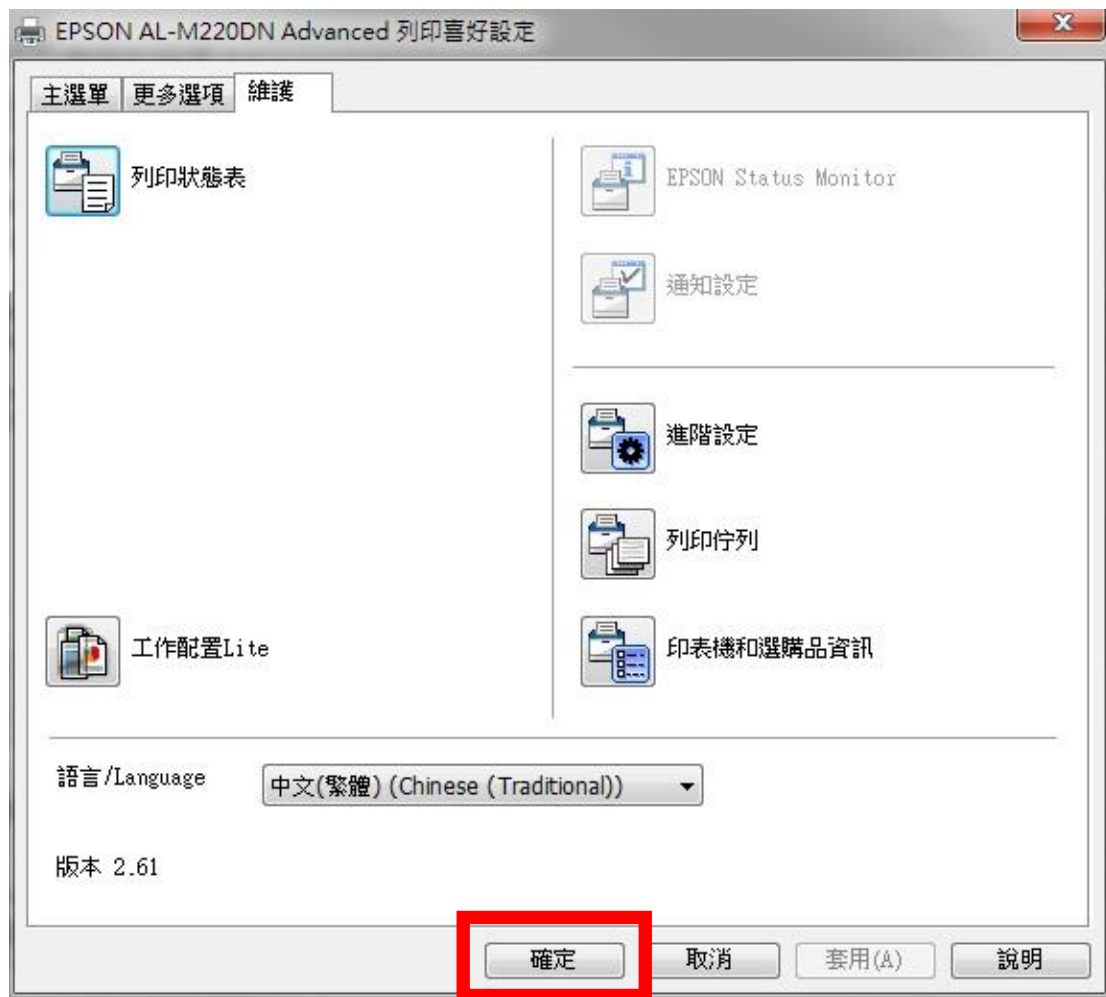 EPSON AL-M220DN Advanced 列印喜好設定
主選單 更多選項 維護
列印狀態表
EPSON Status Monitor
通知設定
進階設定
列印佇列
工作配置Lite
印表機和選購品資訊
語言/Language 中文(繁體) (Chinese (Traditional))
版本 2.61
確定 取消 套用(A) 說明